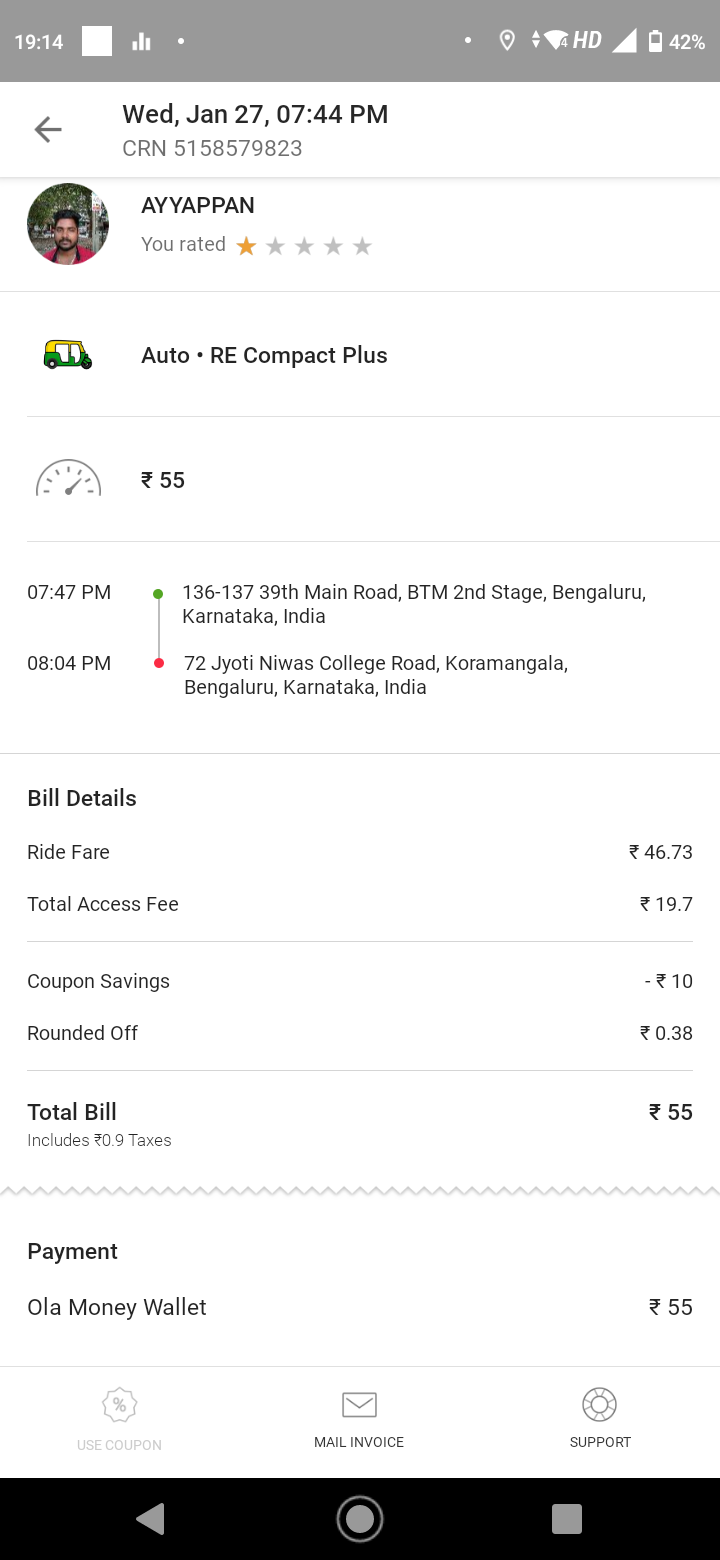 19:14 4 HD 42%
Wed, Jan 27, 07:44 PM
CRN 5158579823
AYYAPPAN
You rated
Auto • RE Compact Plus
₹ 55
07:47 PM 136-137 39th Main Road, BTM 2nd Stage, Bengaluru,
Karnataka, India
08:04 PM 72 Jyoti Niwas College Road, Koramangala,
Bengaluru, Karnataka, India
Bill Details
Ride Fare ₹ 46.73
Total Access Fee ₹ 19.7
Coupon Savings - ₹ 10
Rounded Off ₹ 0.38
Total Bill ₹ 55
Includes ₹0.9 Taxes
Payment
Ola Money Wallet ₹ 55
%
USE COUPON MAIL INVOICE SUPPORT